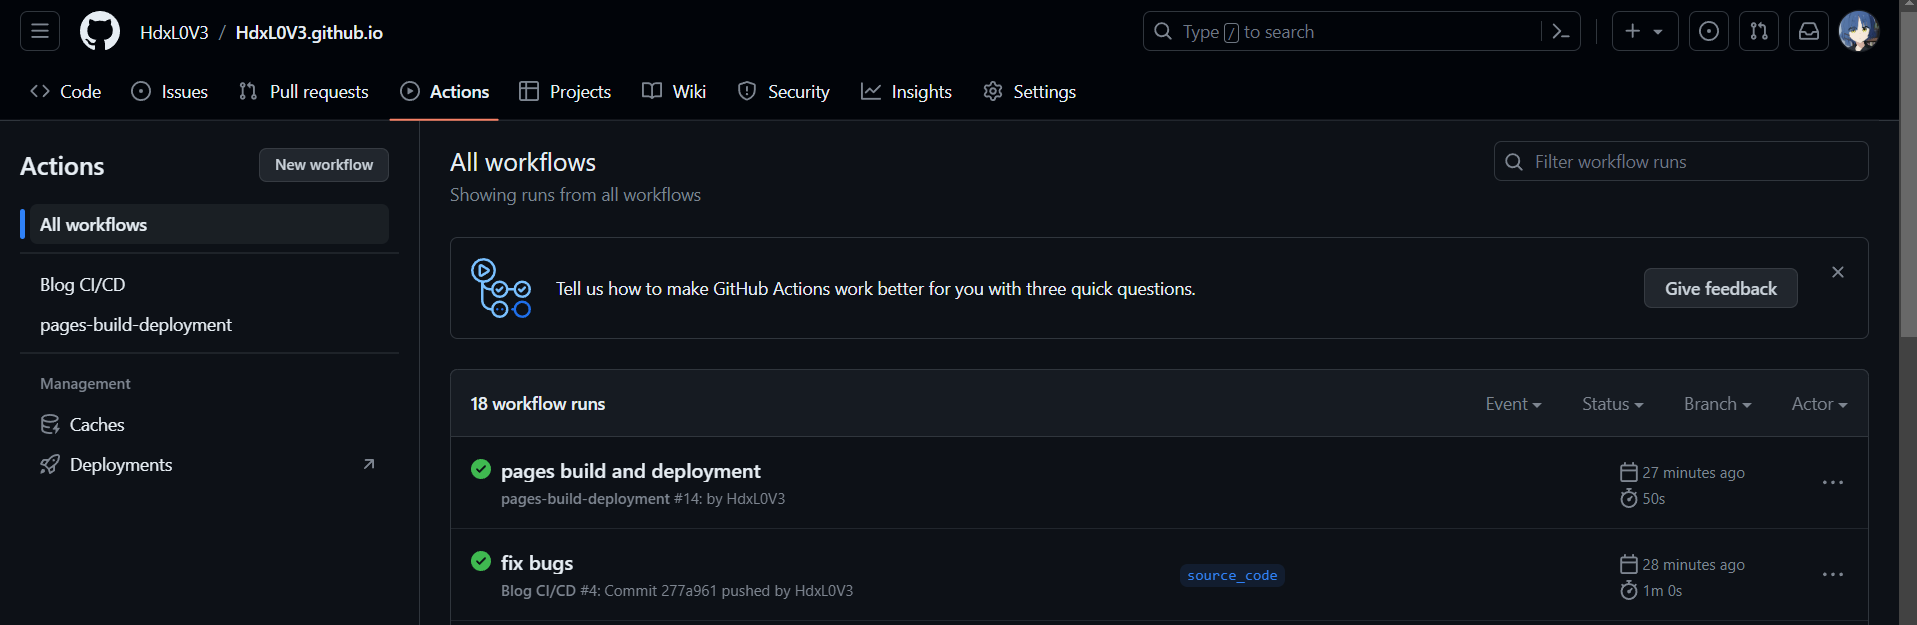 HdxL0V3 / HdxL0V3.github.io
Type / to search
Code Issues Pull requests Actions Projects Wiki Security Insights Settings
Actions
New workflow
All workflows
Blog CI/CD
pages-build-deployment
Management
Caches
Deployments
All workflows
Showing runs from all workflows
Filter workflow runs
Tell us how to make GitHub Actions work better for you with three quick questions.
Give feedback
18 workflow runs
Event Status Branch Actor
pages build and deployment
pages-build-deployment #14: by HdxL0V3
27 minutes ago
50s
fix bugs
Blog CI/CD #4: Commit 277a961 pushed by HdxL0V3
source_code
28 minutes ago
1m 0s